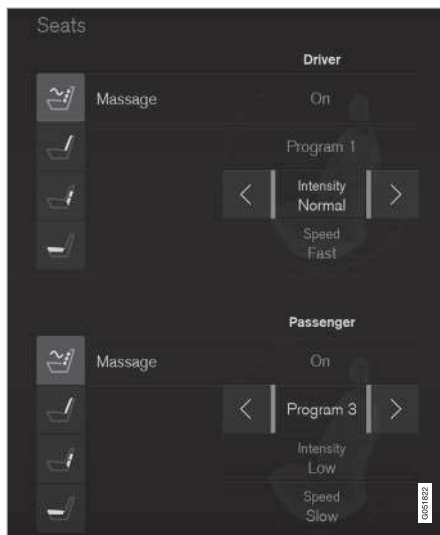 Seats
Driver
Massage On
Program 1
Intensity
Normal
Speed
Fast
Passenger
Massage On
Program 3
Intensity
Low
Speed
Slow
G051822